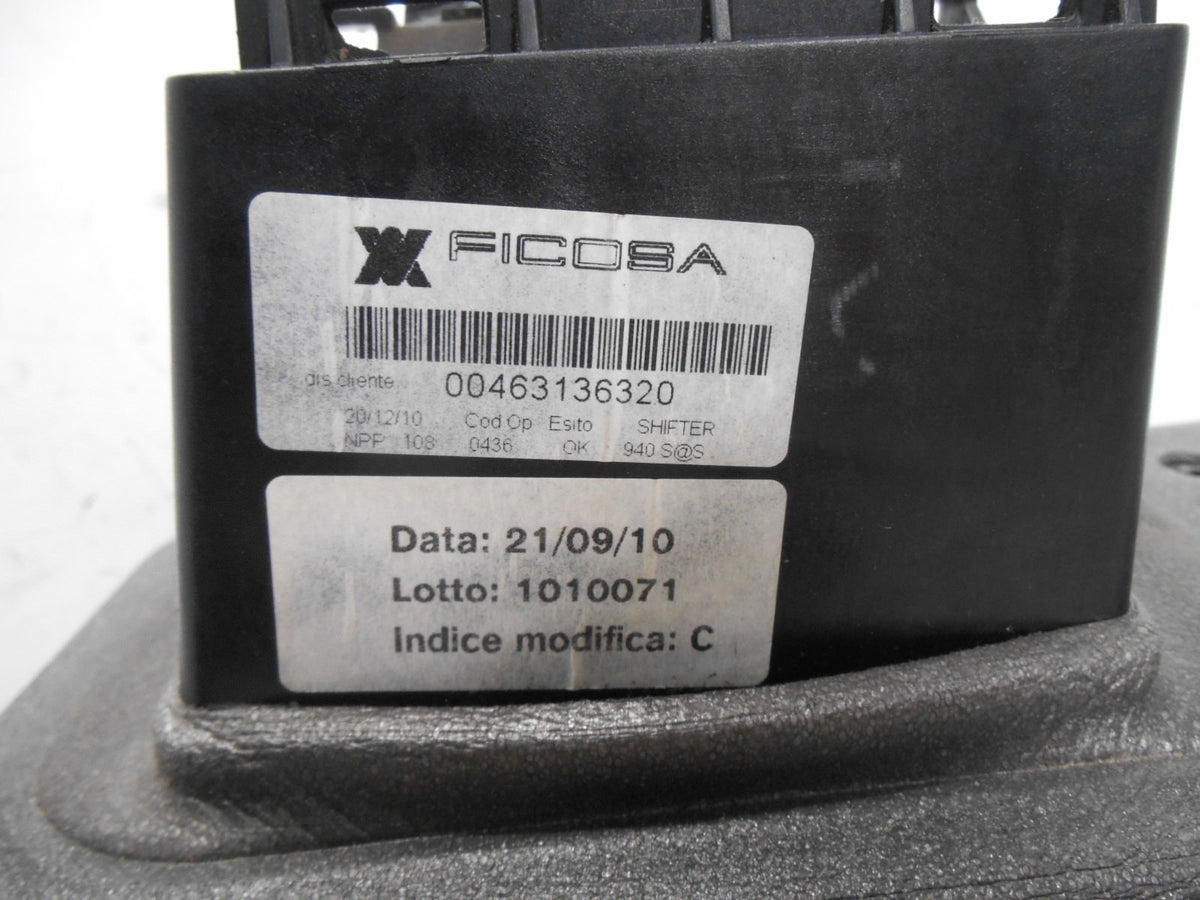 FICOSA
dis cliente 00463136320
20/12/10 Cod Op Esito SHIFTER
NPP 108 0436 OK 940 S@S
Data: 21/09/10
Lotto: 1010071
Indice modifica: C